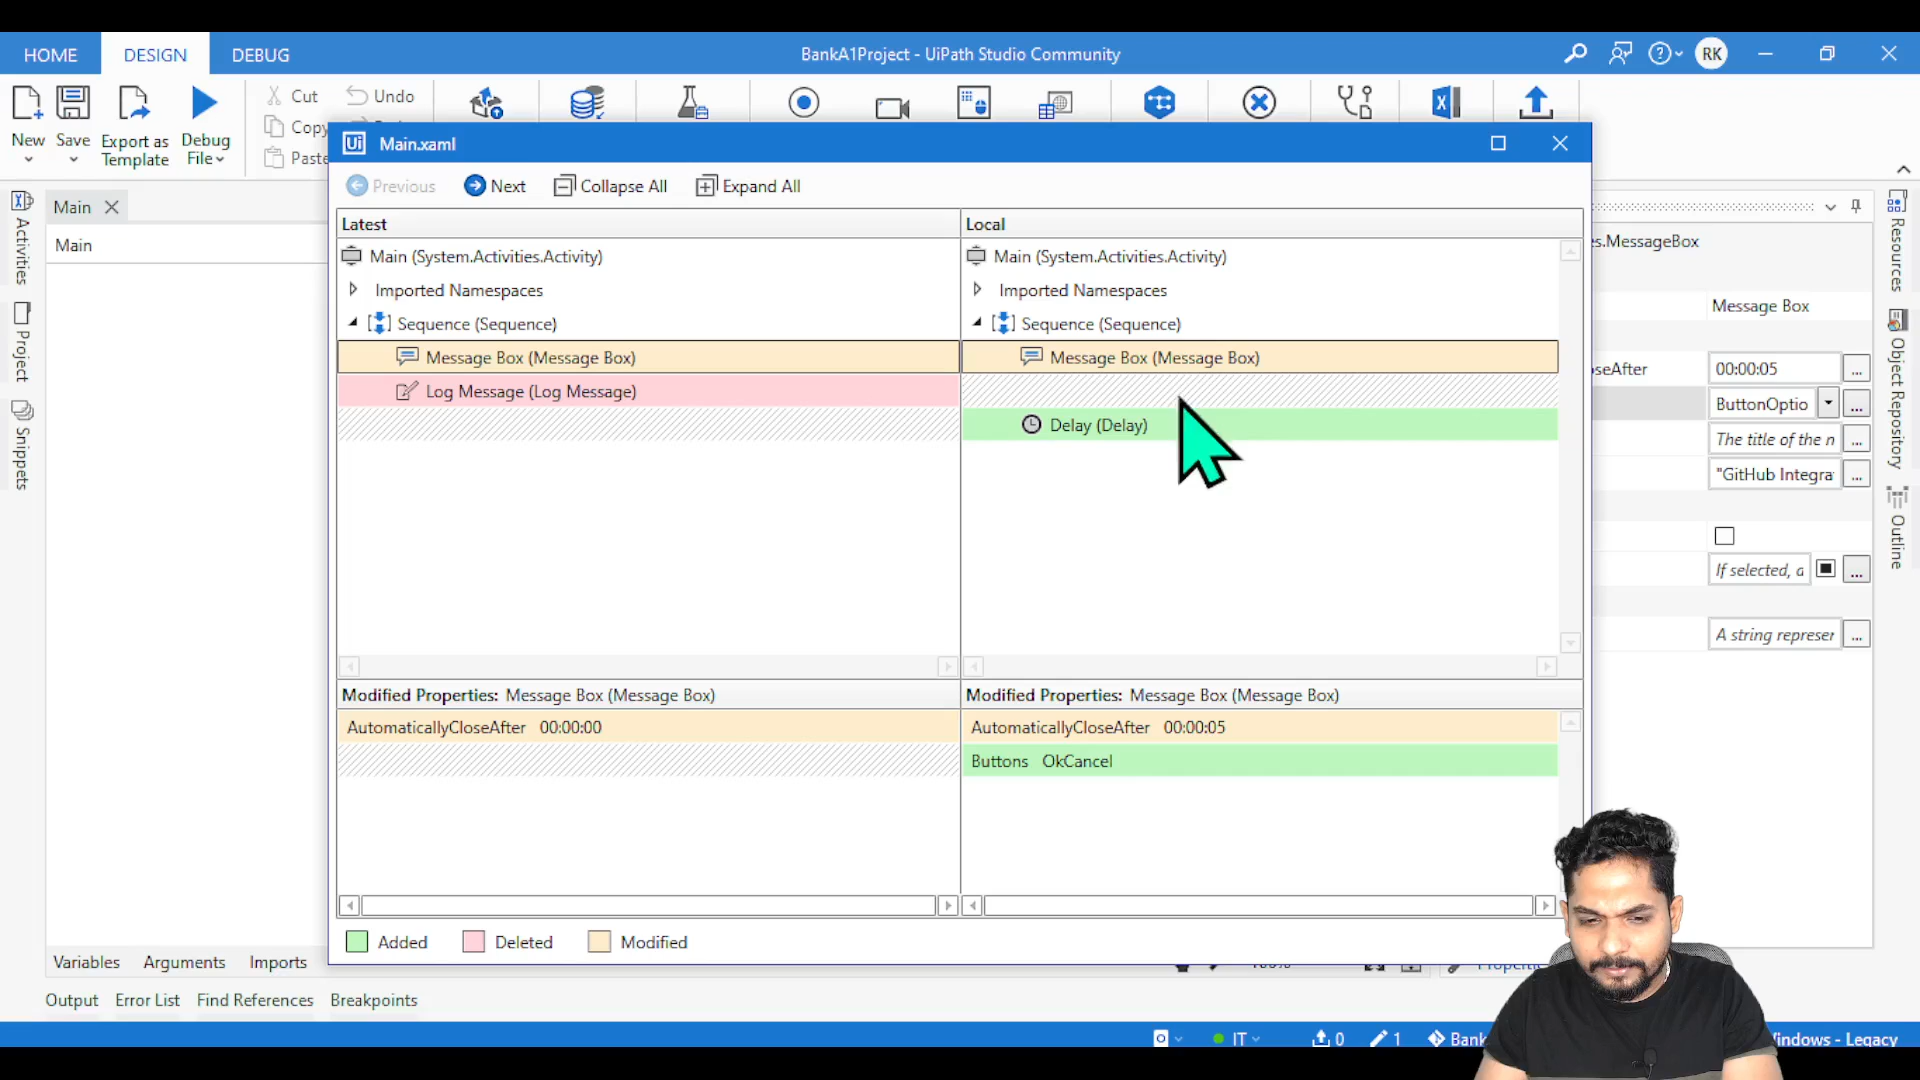 HOME DESIGN DEBUG BankA1Project - UiPath Studio Community RK
New Save Export as Template Debug File
Cut Undo
Copy
Paste
Ui Main.xaml
Previous Next Collapse All Expand All
Activities
Project
Snippets
Main
Main
Latest Local
Main (System.Activities.Activity) Main (System.Activities.Activity)
Imported Namespaces Imported Namespaces
Sequence (Sequence) Sequence (Sequence)
Message Box (Message Box) Message Box (Message Box)
Log Message (Log Message)
Delay (Delay)
Modified Properties: Message Box (Message Box) Modified Properties: Message Box (Message Box)
AutomaticallyCloseAfter 00:00:00 AutomaticallyCloseAfter 00:00:05
Buttons OkCancel
Added Deleted Modified
s.MessageBox
Message Box
seAfter 00:00:05 ...
ButtonOptio ...
The title of the n ...
"GitHub Integra ...
If selected, a ...
A string represer ...
Resources
Object Repository
Outline
Variables Arguments Imports
Output Error List Find References Breakpoints
IT 0 1 Bank indows - Legacy